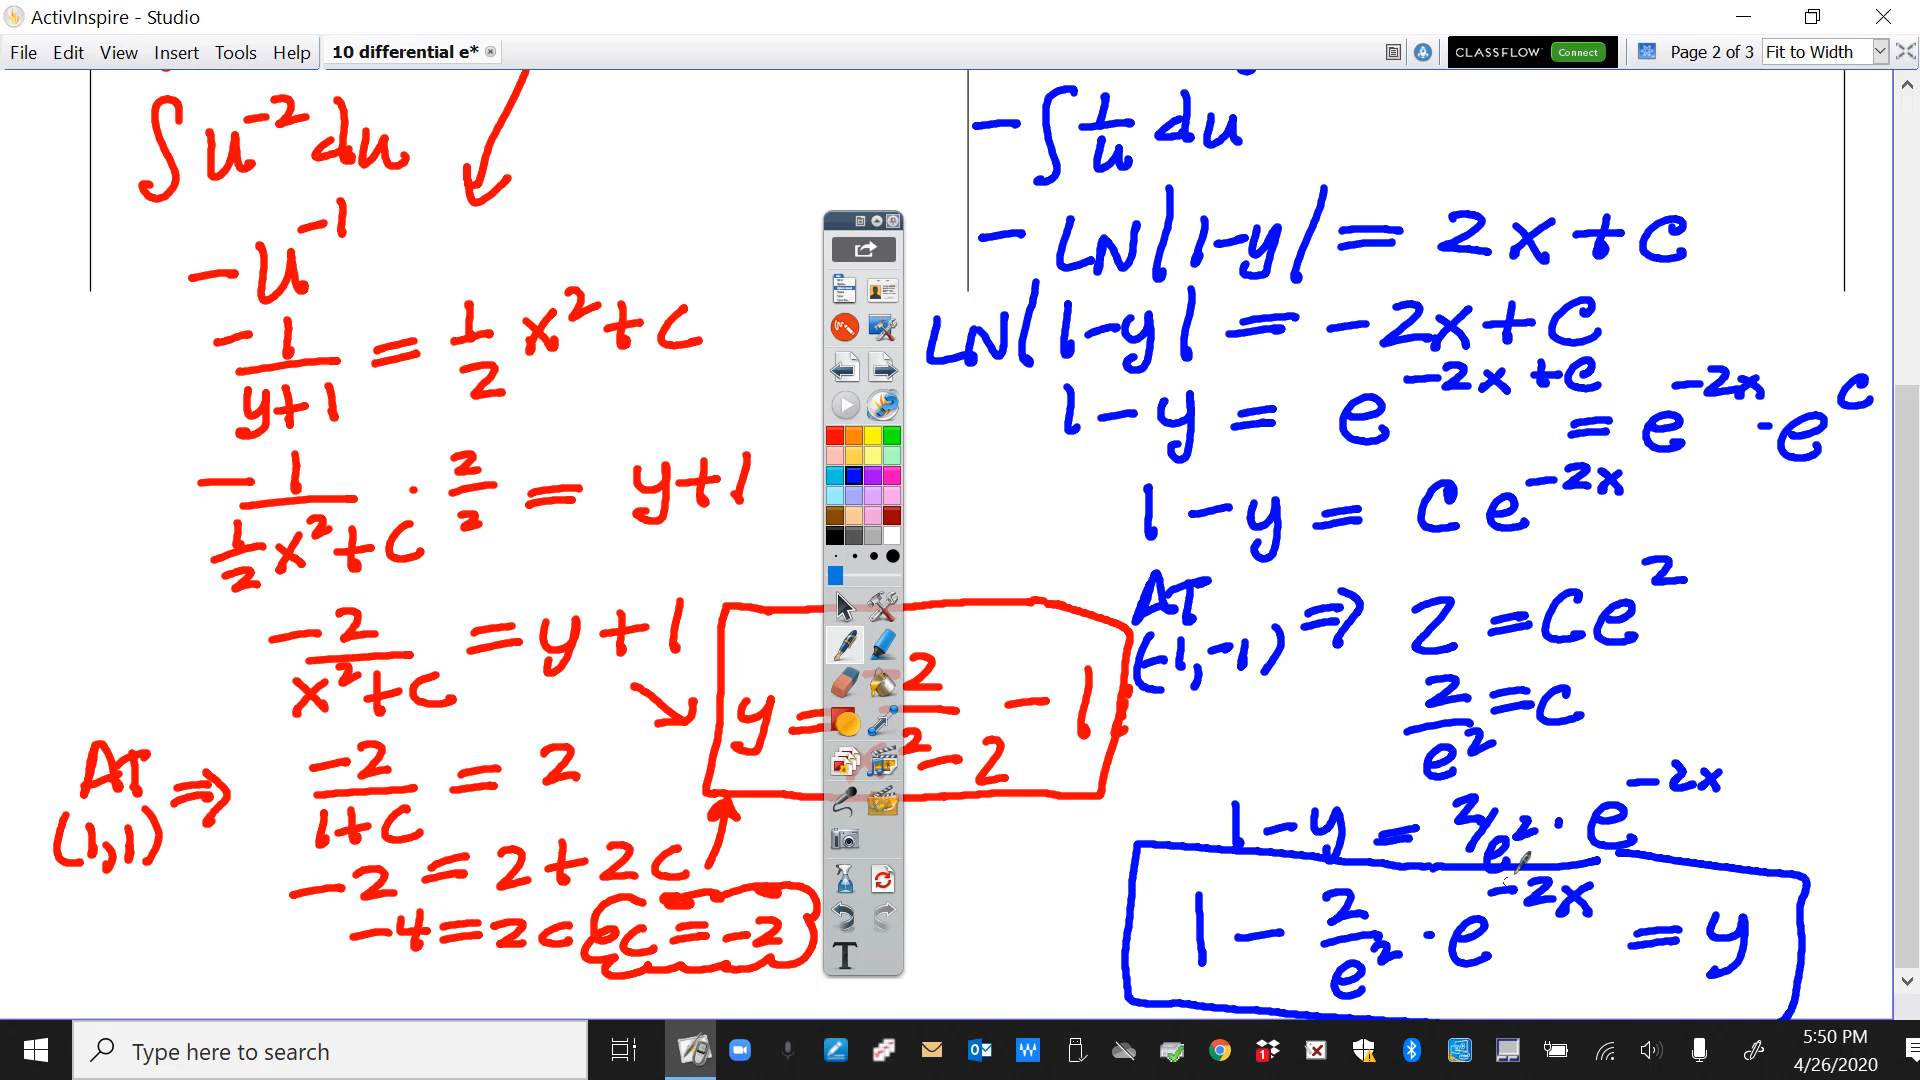 ActivInspire - Studio
File Edit View Insert Tools Help
10 differential e*
CLASSFLOW Connect
Page 2 of 3
Fit to Width
∫ u⁻² du
-u⁻¹
-1/(y+1) = 1/2 x² + C
-1/(1/2 x² + C) · 2/2 = y+1
-2/(x²+C) = y+1
AT (1,1) ⇒ -2/(1+C) = 2
-2 = 2 + 2C
-4 = 2C
C = -2
y = 2/² - 2 - 1
- ∫ 1/u du
- LN|1-y| = 2x + C
LN|1-y| = -2x + C
1-y = e^(-2x+C) = e^(-2x) · e^C
1-y = Ce^(-2x)
AT (-1,-1) ⇒ 2 = Ce²
2/e² = C
1-y = 2/e² · e^(-2x)
1 - 2/e² · e^(-2x) = y
T
Type here to search
5:50 PM
4/26/2020